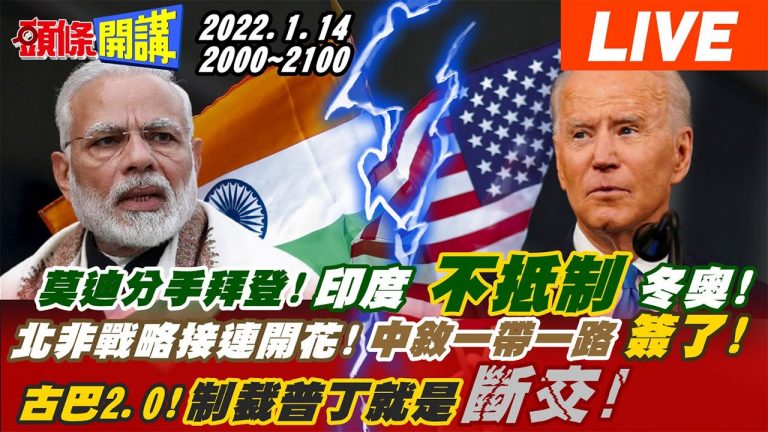 頭條開講
2022.1.14
2000~2100
LIVE
莫迪分手拜登!印度 不抵制 冬奧!
北非戰略接連開花!中敘一帶一路 簽了!
古巴2.0!制裁普丁就是斷交!